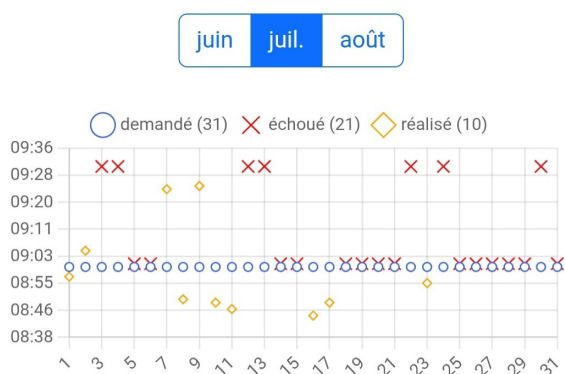 juin juil. août
demandé (31) échoué (21) réalisé (10)
09:36
09:28
09:20
09:11
09:03
08:55
08:46
08:38
1 3 5 7 9 11 13 15 17 19 21 23 25 27 29 31